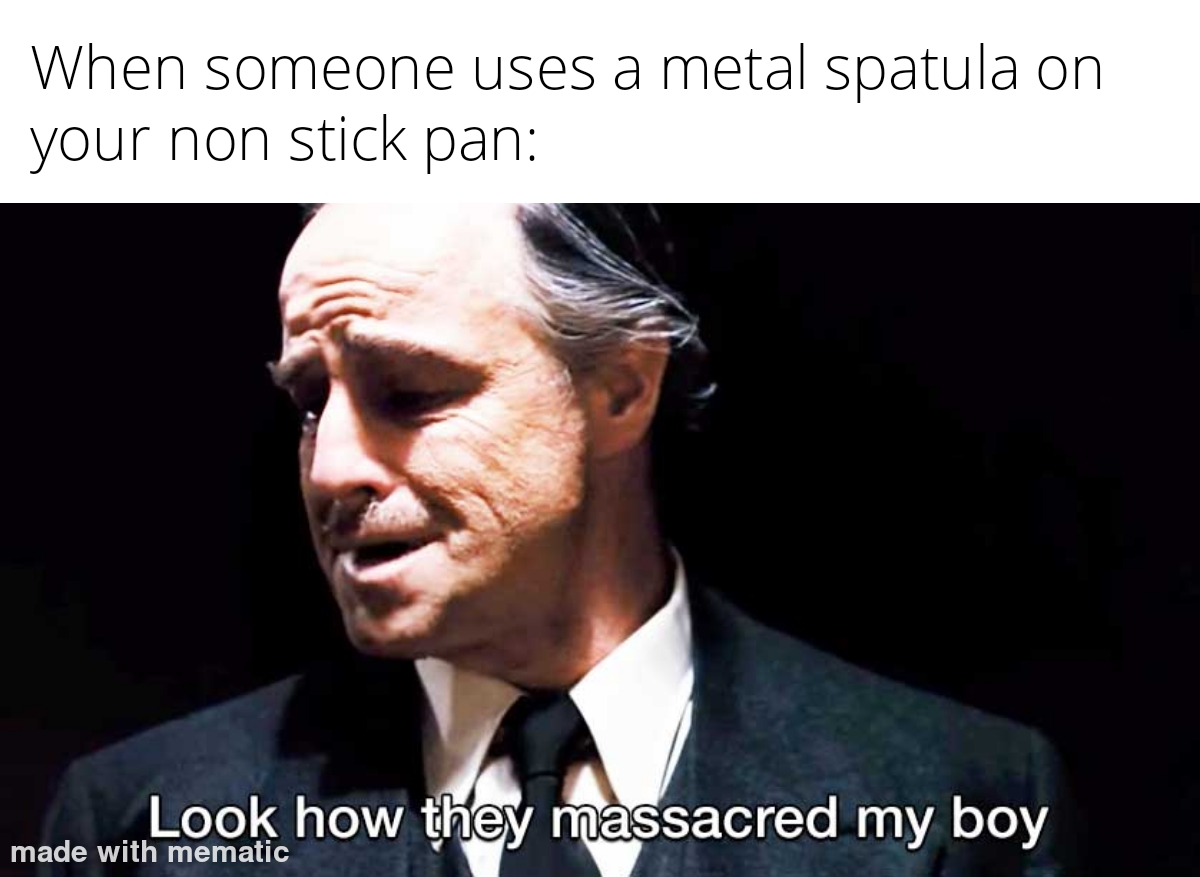 When someone uses a metal spatula on
your non stick pan:
Look how they massacred my boy
made with mematic